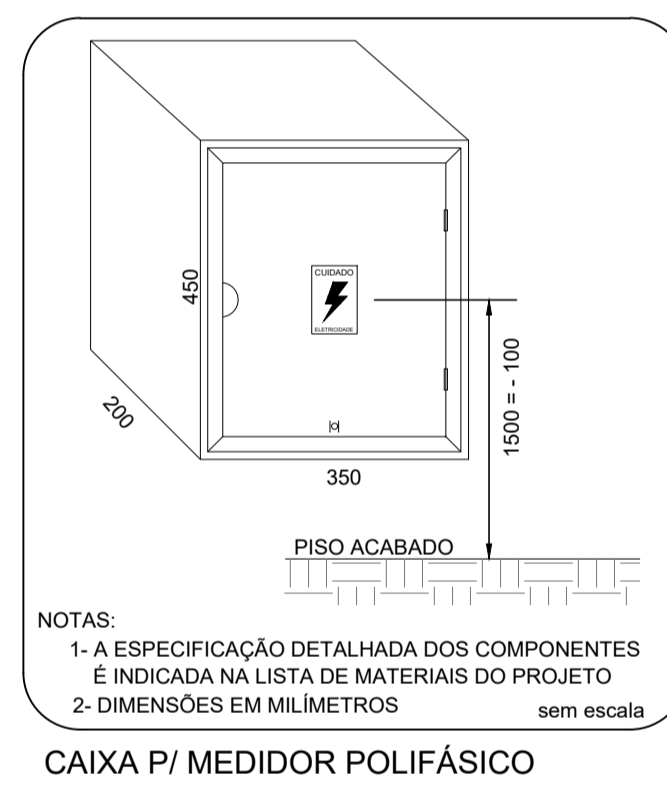 CUIDADO
ELETRICIDADE
450
1500 = - 100
200
350
PISO ACABADO
NOTAS:
1- A ESPECIFICAÇÃO DETALHADA DOS COMPONENTES
É INDICADA NA LISTA DE MATERIAIS DO PROJETO
2- DIMENSÕES EM MILÍMETROS
sem escala
CAIXA P/ MEDIDOR POLIFÁSICO